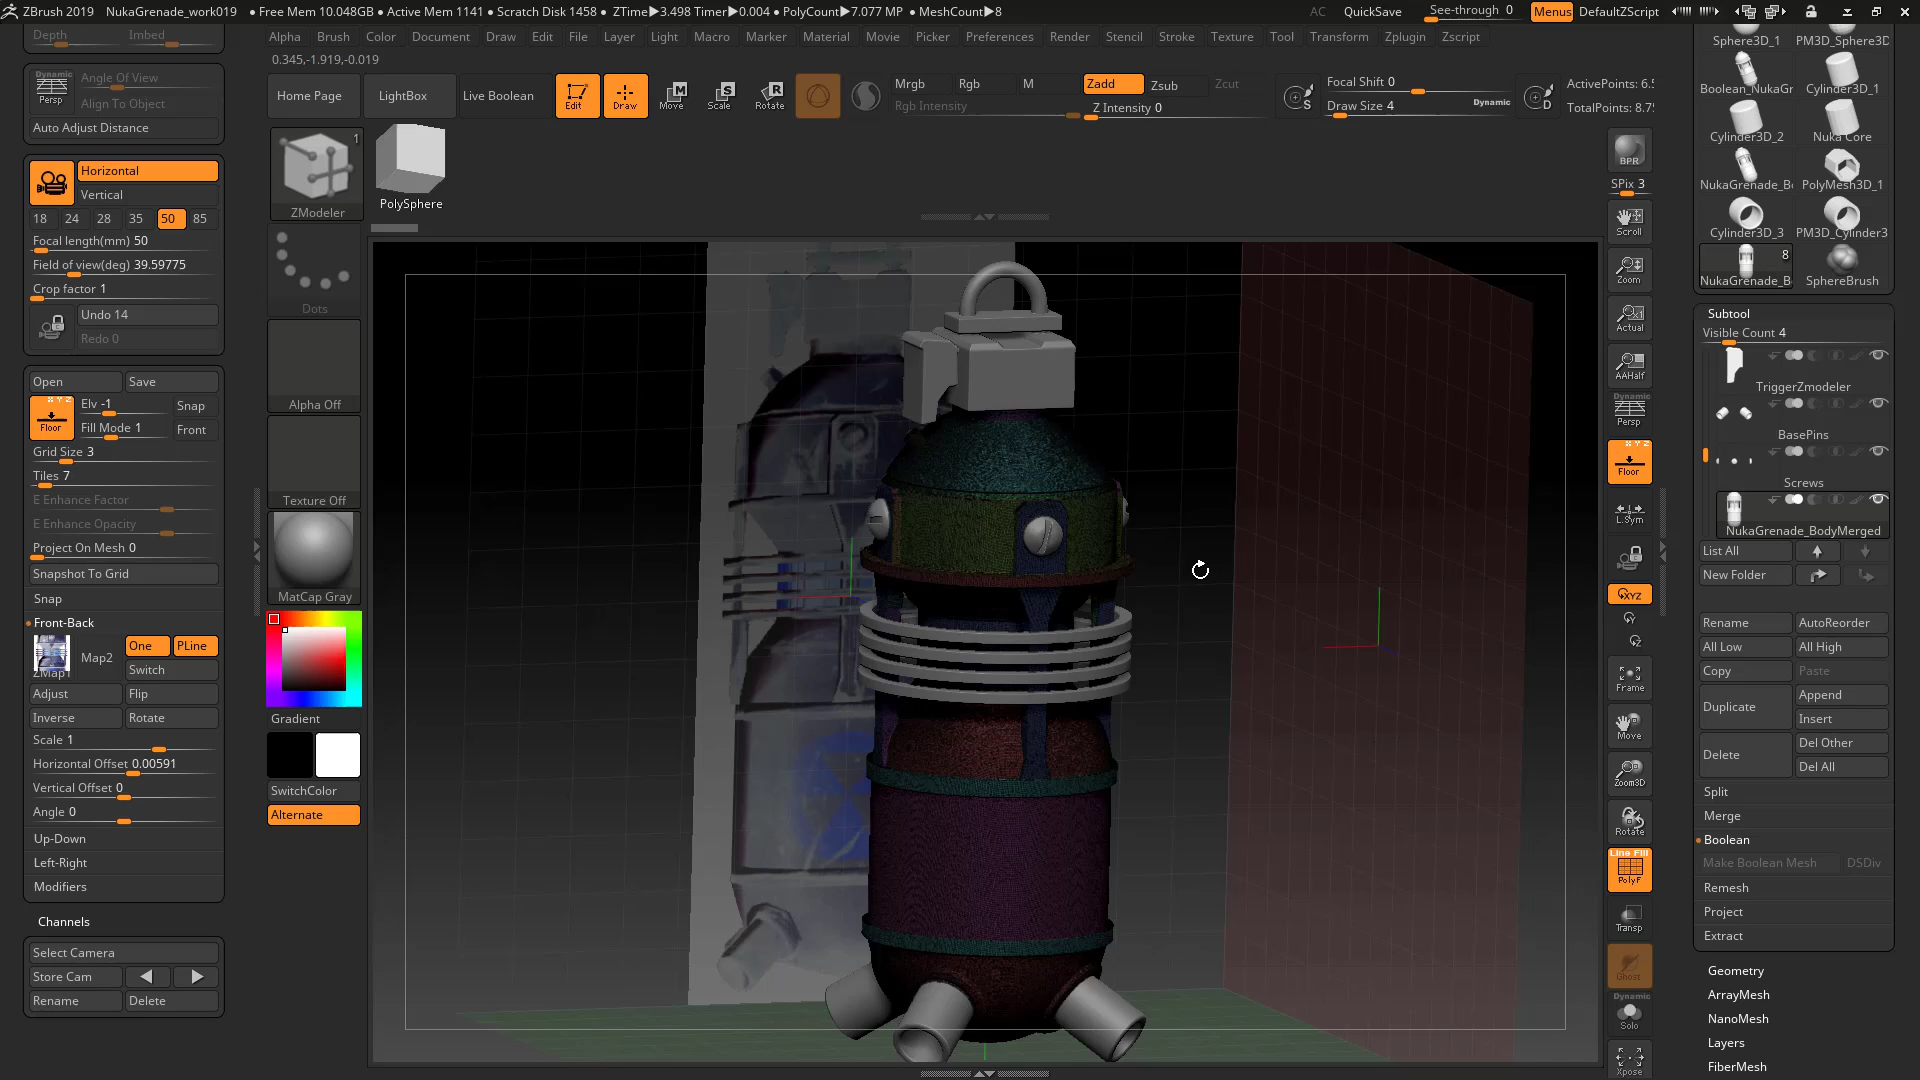 ZBrush 2019 NukaGrenade_work019 • Free Mem 10.048GB • Active Mem 1141 • Scratch Disk 1458 • ZTime▶3.498 Timer▶0.004 • PolyCount▶7.077 MP • MeshCount▶8 AC QuickSave See-through 0 Menus DefaultZScript
Alpha Brush Color Document Draw Edit File Layer Light Macro Marker Material Movie Picker Preferences Render Stencil Stroke Texture Tool Transform Zplugin Zscript
0.345,-1.919,-0.019
Home Page LightBox Live Boolean Edit Draw Move Scale Rotate
Mrgb Rgb M Zadd Zsub Zcut
Rgb Intensity Z Intensity 0
Focal Shift 0
Draw Size 4 Dynamic
ActivePoints: 6.5
TotalPoints: 8.75
Depth Imbed
Dynamic
Persp
Angle Of View
Align To Object
Auto Adjust Distance
Horizontal
Vertical
18 24 28 35 50 85
Focal length(mm) 50
Field of view(deg) 39.59775
Crop factor 1
Undo 14
Redo 0
Open Save
Floor
Elv -1 Snap
Fill Mode 1 Front
Grid Size 3
Tiles 7
E Enhance Factor
E Enhance Opacity
Project On Mesh 0
Snapshot To Grid
Snap
Front-Back
Map2
ZMap1
One PLine
Switch
Adjust Flip
Inverse Rotate
Scale 1
Horizontal Offset 0.00591
Vertical Offset 0
Angle 0
Up-Down
Left-Right
Modifiers
Channels
Select Camera
Store Cam
Rename Delete
1
ZModeler
PolySphere
Dots
Alpha Off
Texture Off
MatCap Gray
Gradient
SwitchColor
Alternate
BPR
SPix 3
Scroll
Zoom
Actual
AAHalf
Dynamic
Persp
X Y Z
Floor
L.Sym
XYZ
Frame
Move
Zoom3D
Rotate
Line Fill
PolyF
Transp
Ghost
Dynamic
Solo
Xpose
Sphere3D_1 PM3D_Sphere3D
Boolean_NukaGr Cylinder3D_1
Cylinder3D_2 Nuka Core
NukaGrenade_Bo PolyMesh3D_1
Cylinder3D_3 PM3D_Cylinder3
8
NukaGrenade_B SphereBrush
Subtool
Visible Count 4
TriggerZmodeler
BasePins
Screws
NukaGrenade_BodyMerged
List All
New Folder
Rename AutoReorder
All Low All High
Copy Paste
Duplicate Append
Insert
Delete Del Other
Del All
Split
Merge
Boolean
Make Boolean Mesh DSDiv
Remesh
Project
Extract
Geometry
ArrayMesh
NanoMesh
Layers
FiberMesh